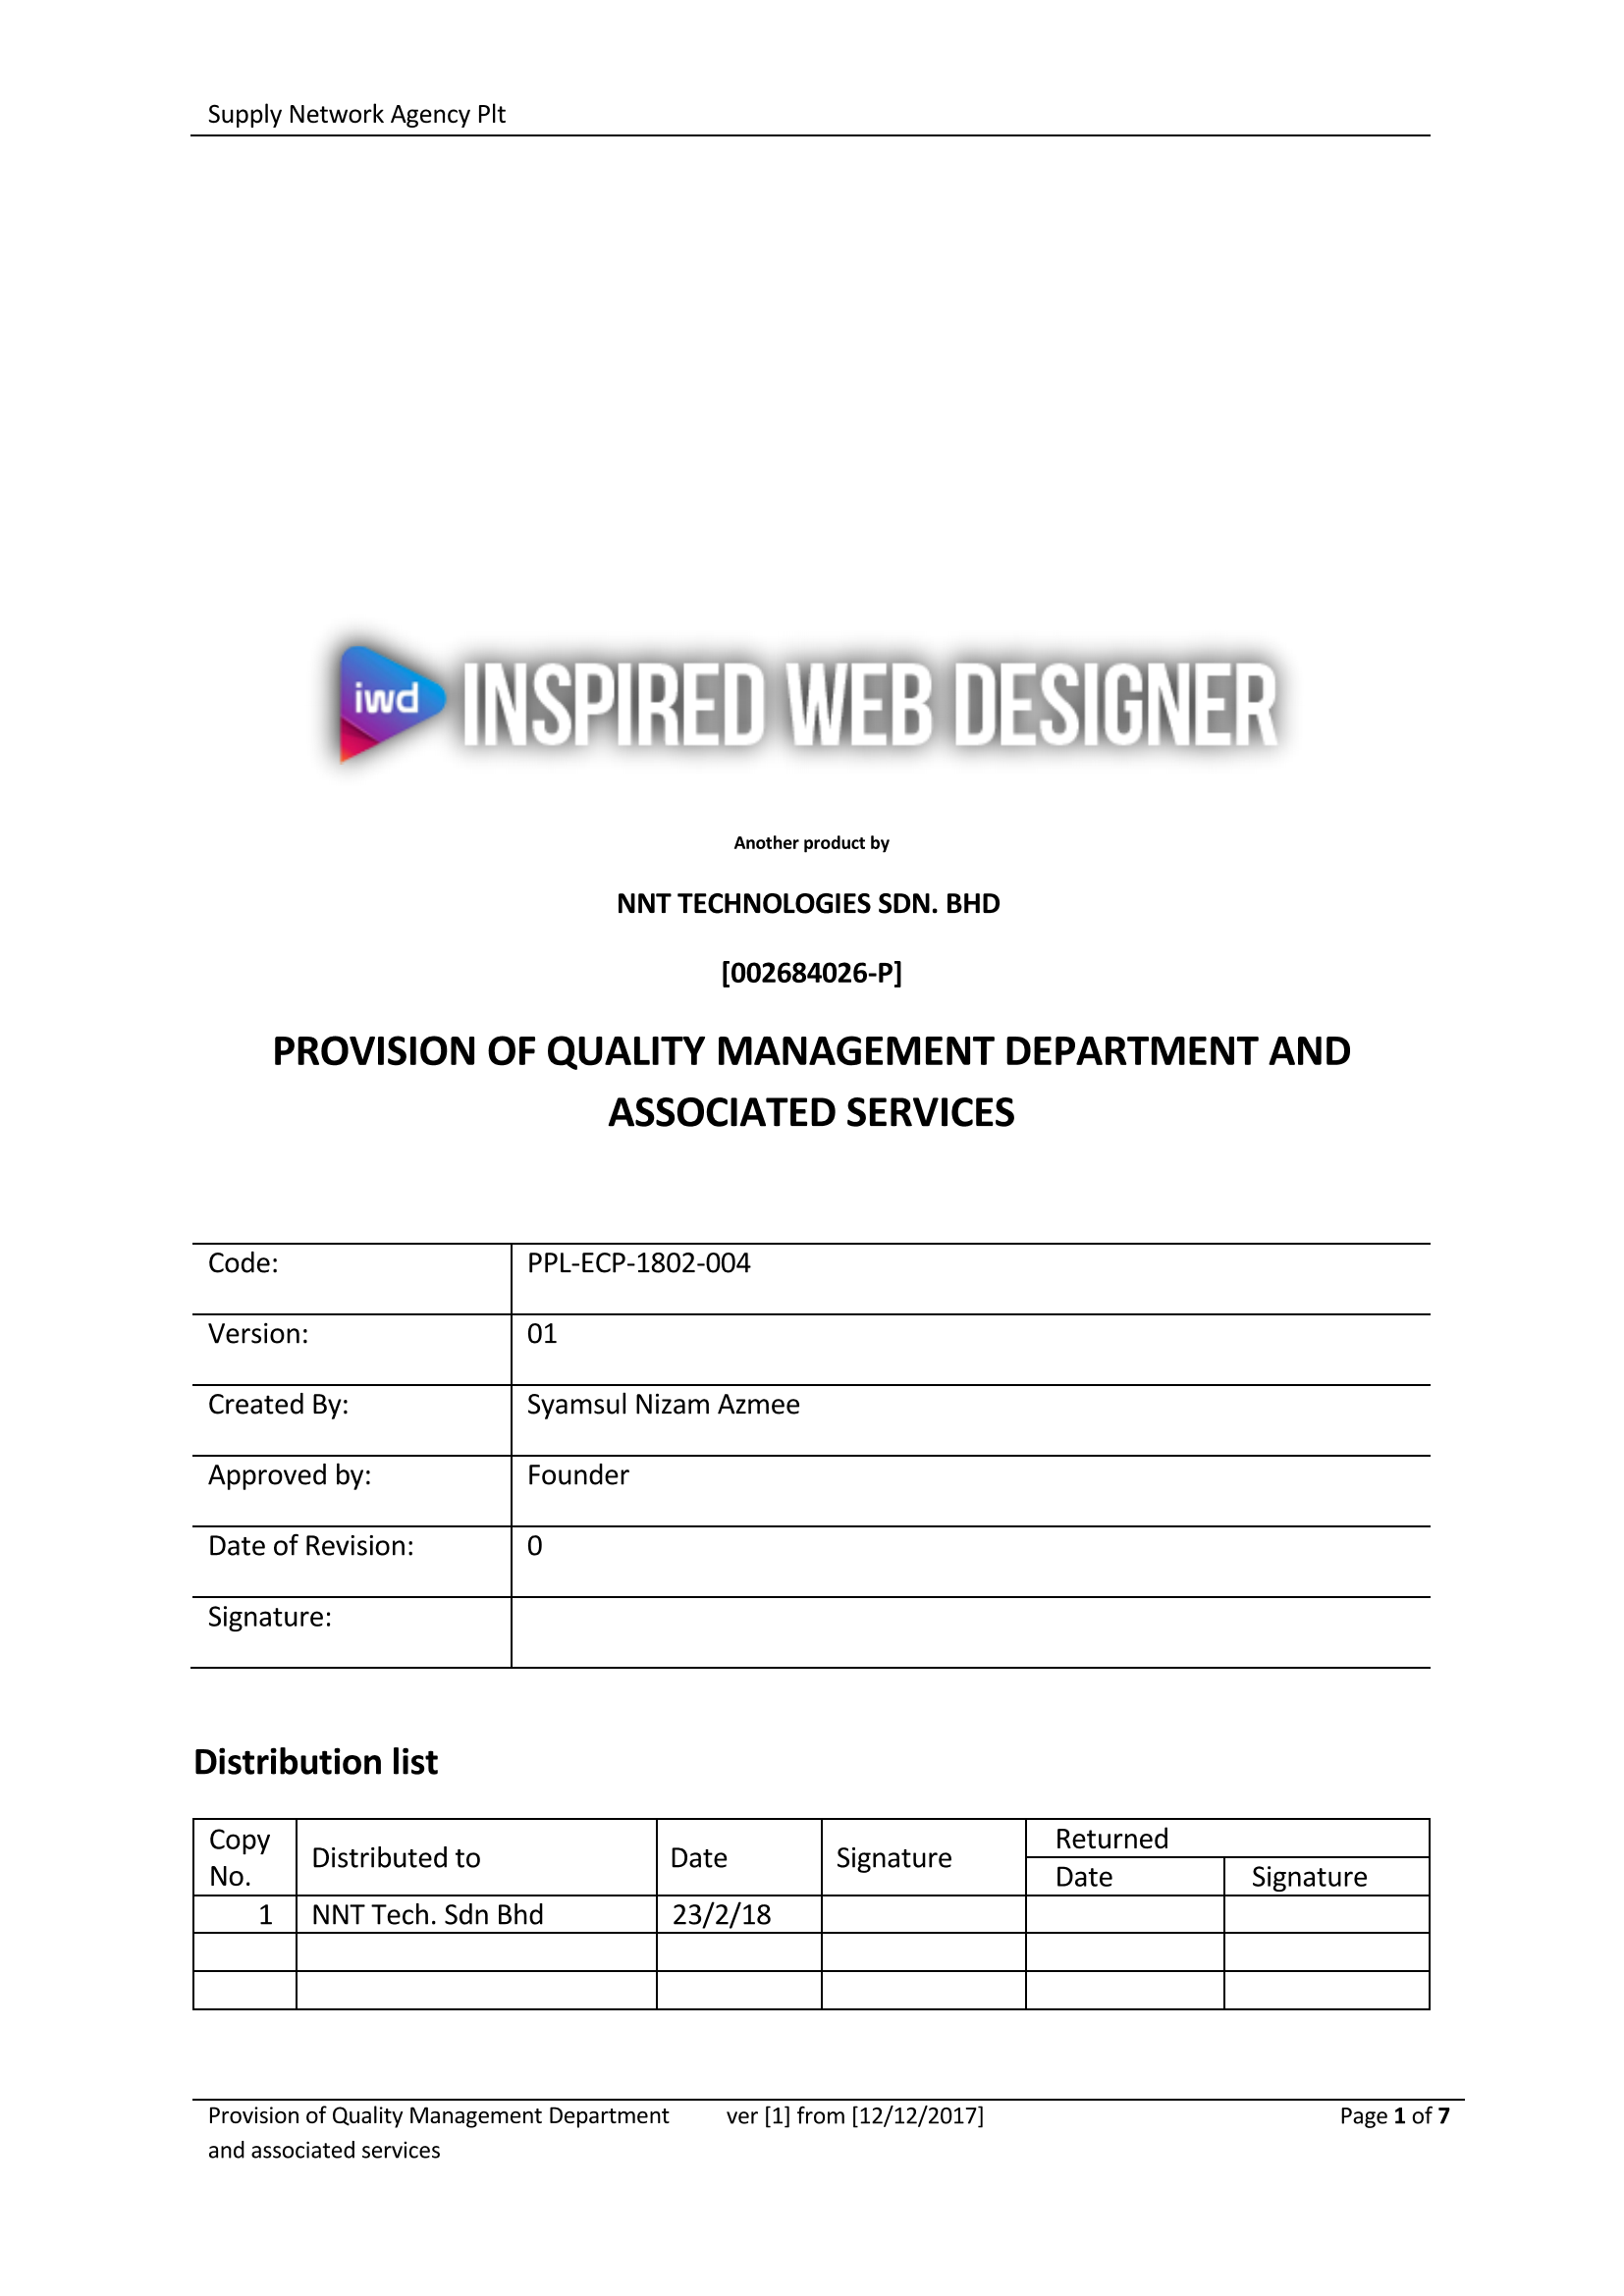 Supply Network Agency Plt
iwd INSPIRED WEB DESIGNER
Another product by
NNT TECHNOLOGIES SDN. BHD
[002684026-P]
PROVISION OF QUALITY MANAGEMENT DEPARTMENT AND
ASSOCIATED SERVICES
Code: PPL-ECP-1802-004
Version: 01
Created By: Syamsul Nizam Azmee
Approved by: Founder
Date of Revision: 0
Signature:
Distribution list
Copy No. Distributed to Date Signature Returned
Date Signature
1 NNT Tech. Sdn Bhd 23/2/18
Provision of Quality Management Department ver [1] from [12/12/2017] Page 1 of 7
and associated services